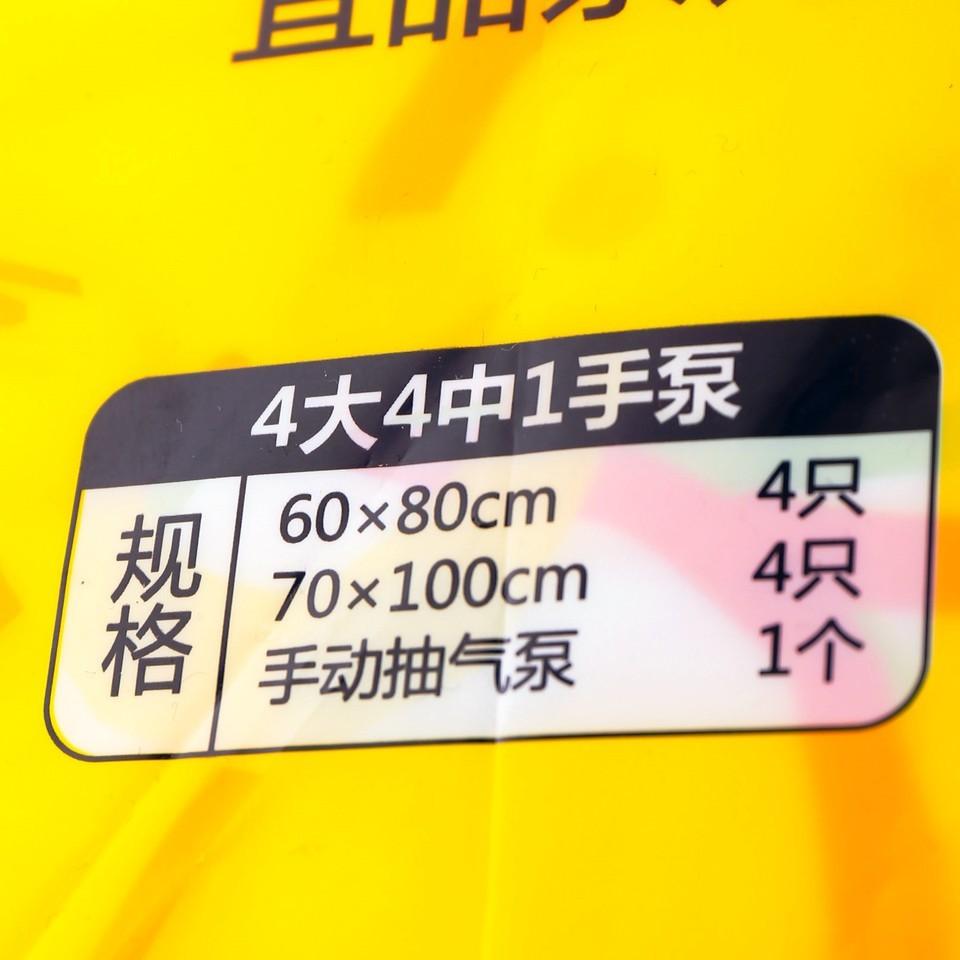 4大4中1手泵
规格
60×80cm 4只
70×100cm 4只
手动抽气泵 1个